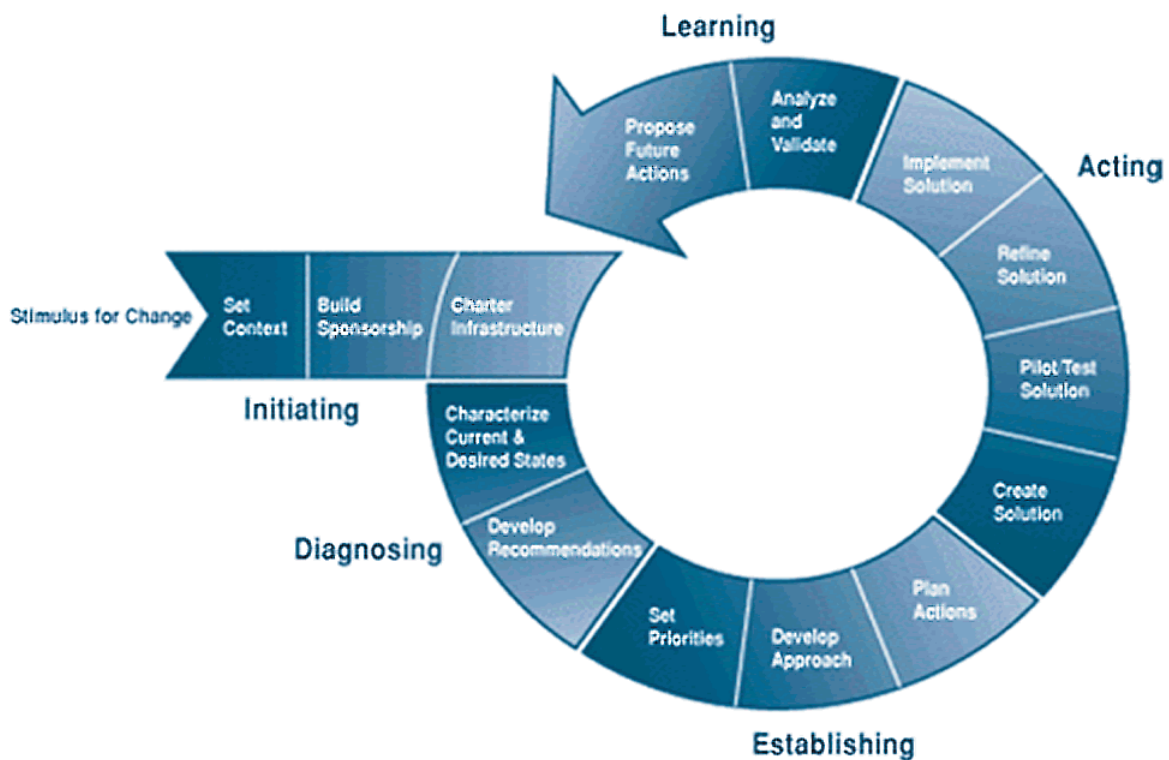 Learning
Propose
Future
Actions
Analyze
and
Validate
Implement
Solution
Acting
Refine
Solution
Stimulus for Change
Set
Context
Build
Sponsorship
Charter
Infrastructure
Pilot/Test
Solution
Initiating
Characterize
Current &
Desired States
Create
Solution
Diagnosing
Develop
Recommendations
Set
Priorities
Develop
Approach
Plan
Actions
Establishing